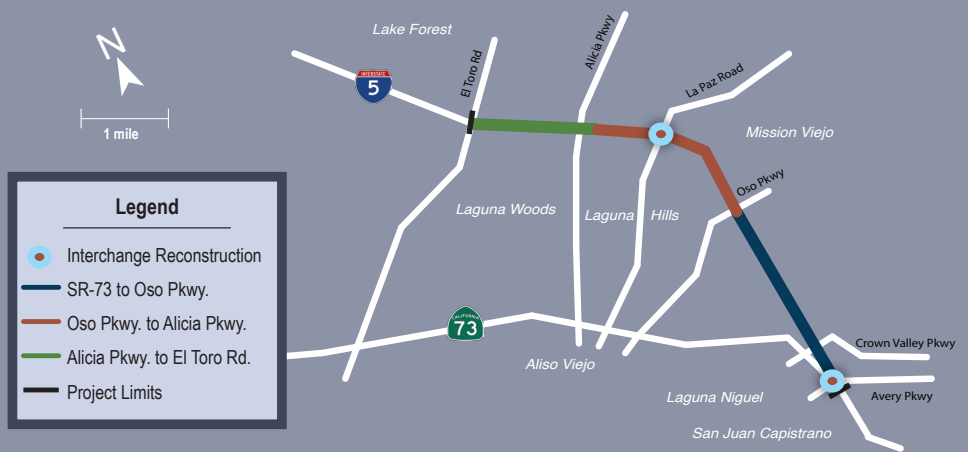 N
1 mile
Lake Forest
INTERSTATE
5
El Toro Rd
Alicia Pkwy
La Paz Road
Mission Viejo
Oso Pkwy
Laguna Woods
Laguna Hills
CALIFORNIA
73
Aliso Viejo
Crown Valley Pkwy
Avery Pkwy
Laguna Niguel
San Juan Capistrano
Legend
Interchange Reconstruction
SR-73 to Oso Pkwy.
Oso Pkwy. to Alicia Pkwy.
Alicia Pkwy. to El Toro Rd.
Project Limits